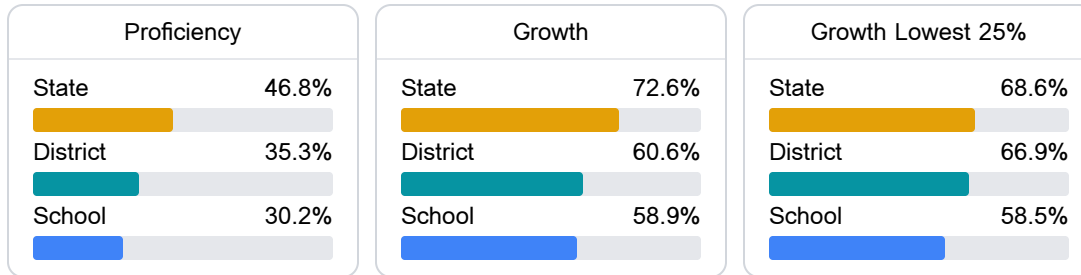 Proficiency
State 46.8%
District 35.3%
School 30.2%
Growth
State 72.6%
District 60.6%
School 58.9%
Growth Lowest 25%
State 68.6%
District 66.9%
School 58.5%